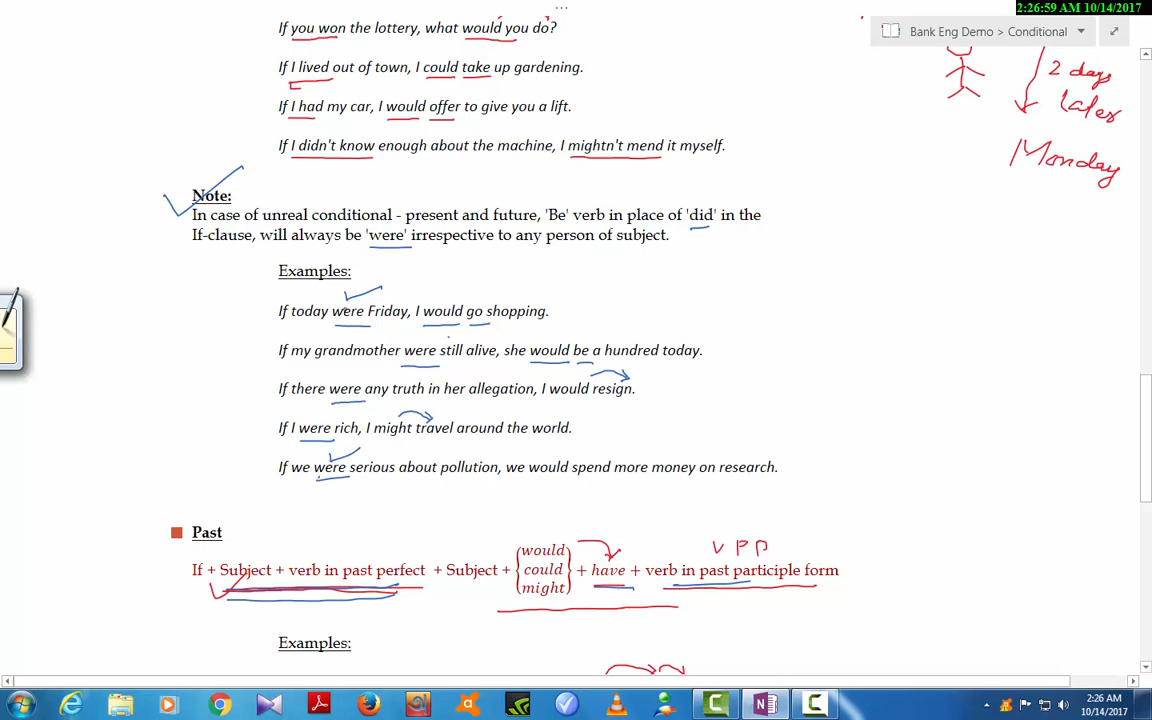 2:26:59 AM 10/14/2017
If you won the lottery, what would you do?
Bank Eng Demo > Conditional
If I lived out of town, I could take up gardening.
2 days
later
If I had my car, I would offer to give you a lift.
If I didn't know enough about the machine, I mightn't mend it myself.
Monday
Note:
In case of unreal conditional - present and future, 'Be' verb in place of 'did' in the
If-clause, will always be 'were' irrespective to any person of subject.
Examples:
If today were Friday, I would go shopping.
If my grandmother were still alive, she would be a hundred today.
If there were any truth in her allegation, I would resign.
If I were rich, I might travel around the world.
If we were serious about pollution, we would spend more money on research.
Past
V P P
would
If + Subject + verb in past perfect + Subject + could + have + verb in past participle form
might
Examples:
2:26 AM
10/14/2017